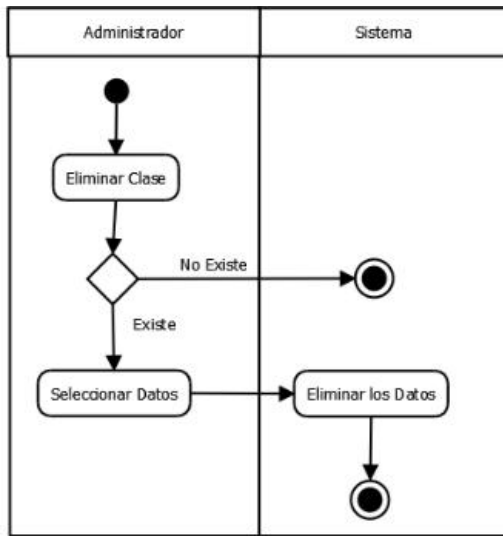 Administrador
Sistema
Eliminar Clase
No Existe
Existe
Seleccionar Datos
Eliminar los Datos